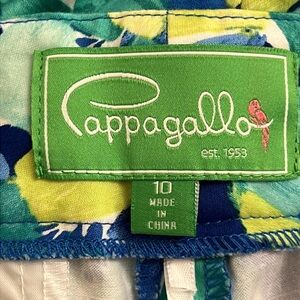 Pappagallo
est. 1953
10
MADE
IN
CHINA